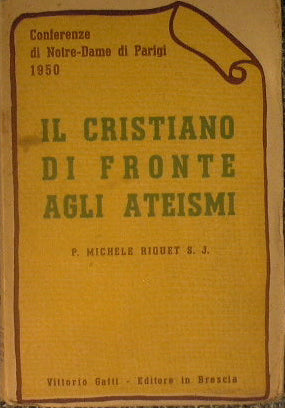 Conferenze
di Notre-Dame di Parigi
1950
IL CRISTIANO
DI FRONTE
AGLI ATEISMI
P. MICHELE RIQUET S. J.
Vittorio Gatti - Editore in Brescia